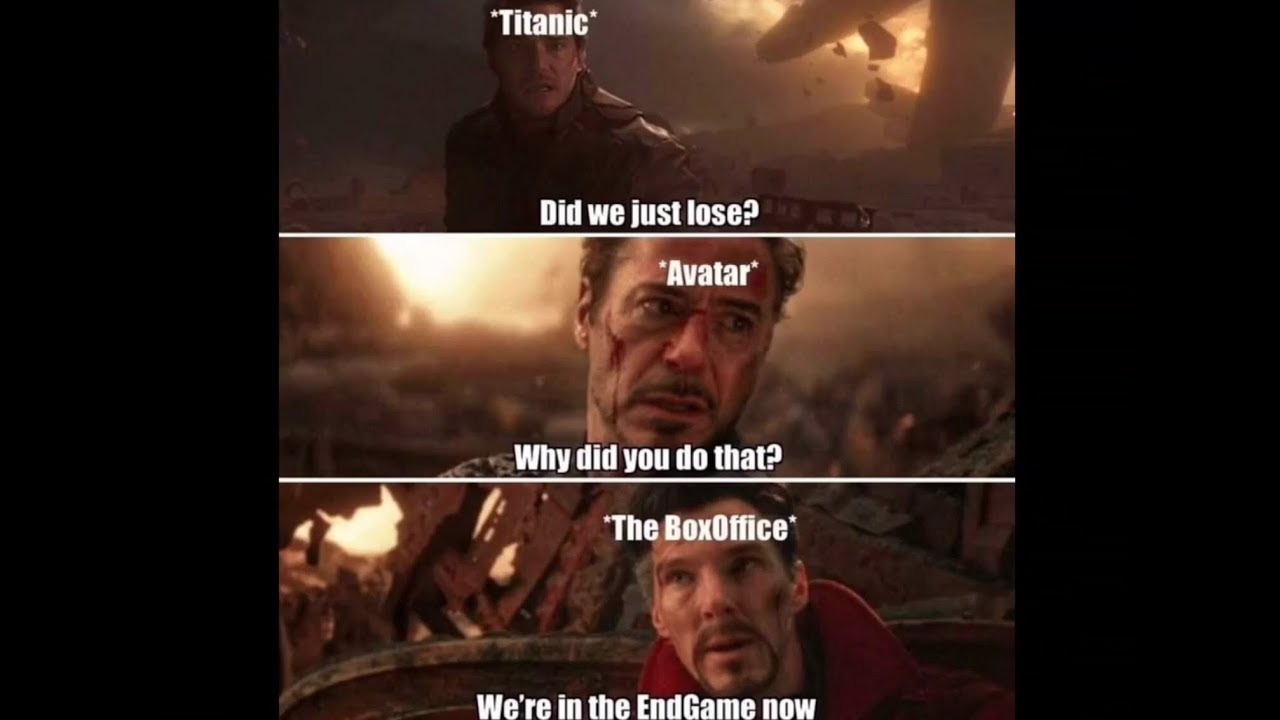 *Titanic*
Did we just lose?
*Avatar*
Why did you do that?
*The BoxOffice*
We're in the EndGame now